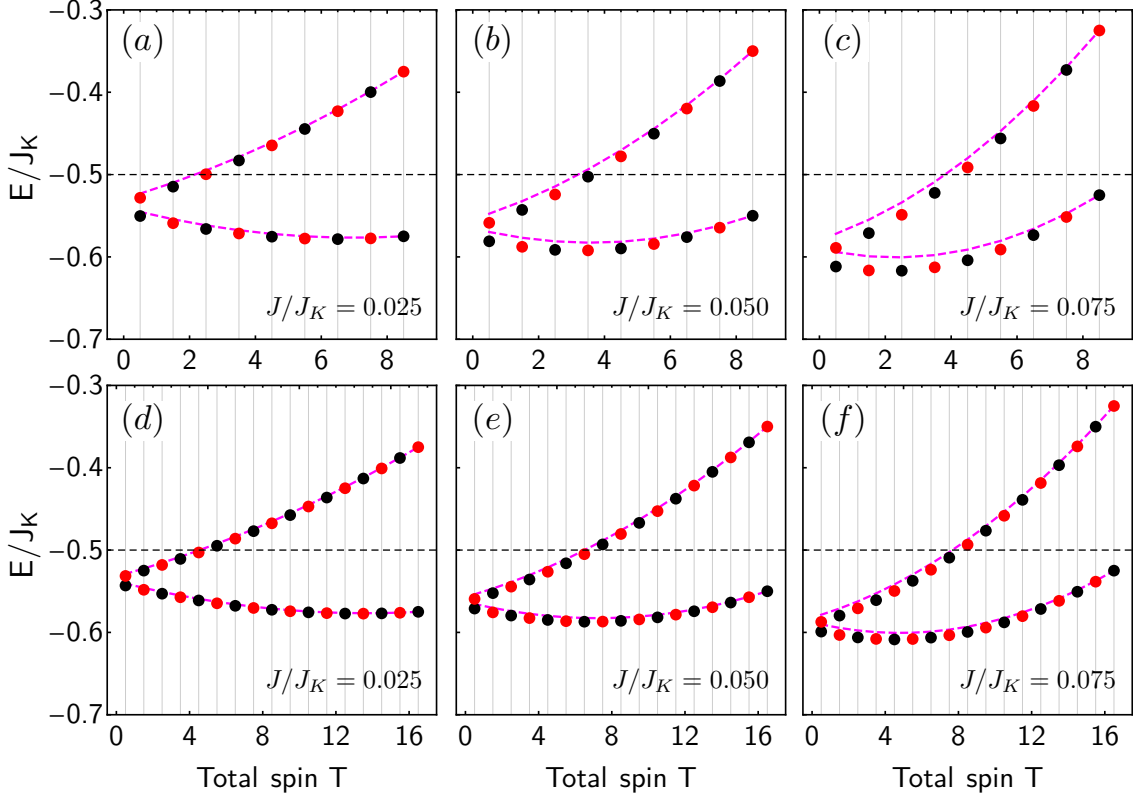 (a)
(b)
(c)
E/J_K
−0.3
−0.4
−0.5
−0.6
−0.7
J/J_K = 0.025
J/J_K = 0.050
J/J_K = 0.075
0 2 4 6 8
0 2 4 6 8
0 2 4 6 8
(d)
(e)
(f)
E/J_K
−0.3
−0.4
−0.5
−0.6
−0.7
J/J_K = 0.025
J/J_K = 0.050
J/J_K = 0.075
0 4 8 12 16
0 4 8 12 16
0 4 8 12 16
Total spin T
Total spin T
Total spin T